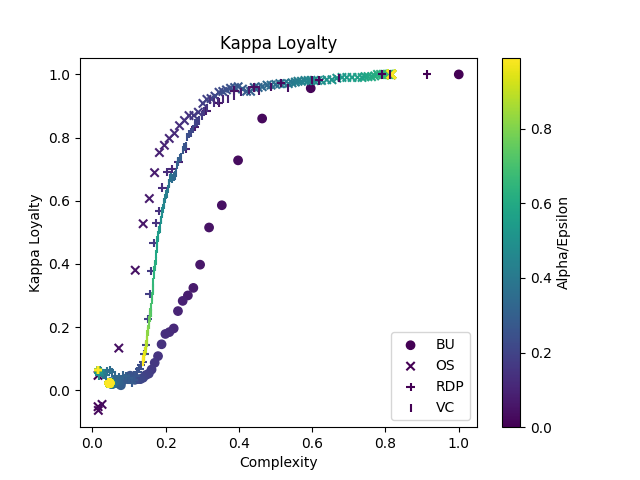 Kappa Loyalty
1.0
0.8
0.6
0.4
0.2
0.0
Kappa Loyalty
0.0 0.2 0.4 0.6 0.8 1.0
Complexity
BU
OS
RDP
VC
0.8
0.6
0.4
0.2
0.0
Alpha/Epsilon